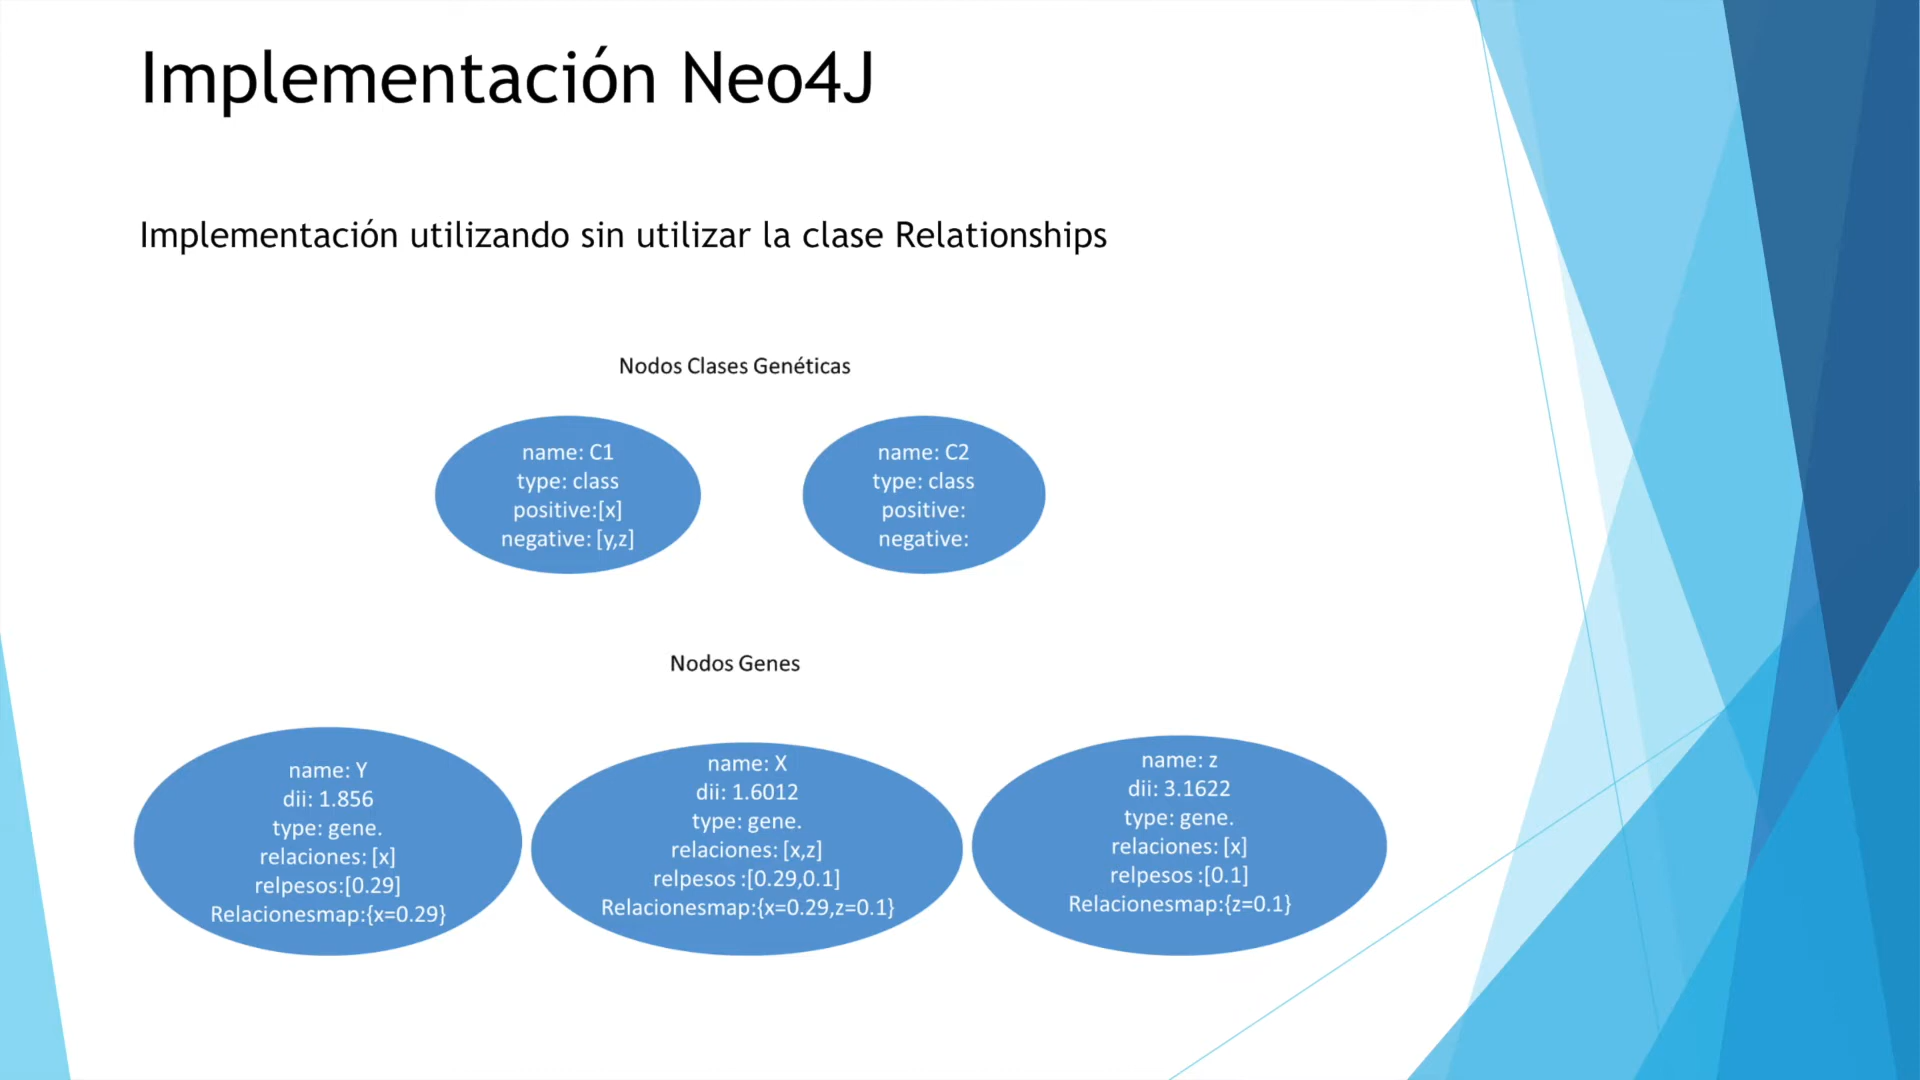 Implementación Neo4J
Implementación utilizando sin utilizar la clase Relationships
Nodos Clases Genéticas
name: C1
type: class
positive:[x]
negative: [y,z]
name: C2
type: class
positive:
negative:
Nodos Genes
name: Y
dii: 1.856
type: gene.
relaciones: [x]
relpesos:[0.29]
Relacionesmap:{x=0.29}
name: X
dii: 1.6012
type: gene.
relaciones: [x,z]
relpesos :[0.29,0.1]
Relacionesmap:{x=0.29,z=0.1}
name: z
dii: 3.1622
type: gene.
relaciones: [x]
relpesos :[0.1]
Relacionesmap:{z=0.1}